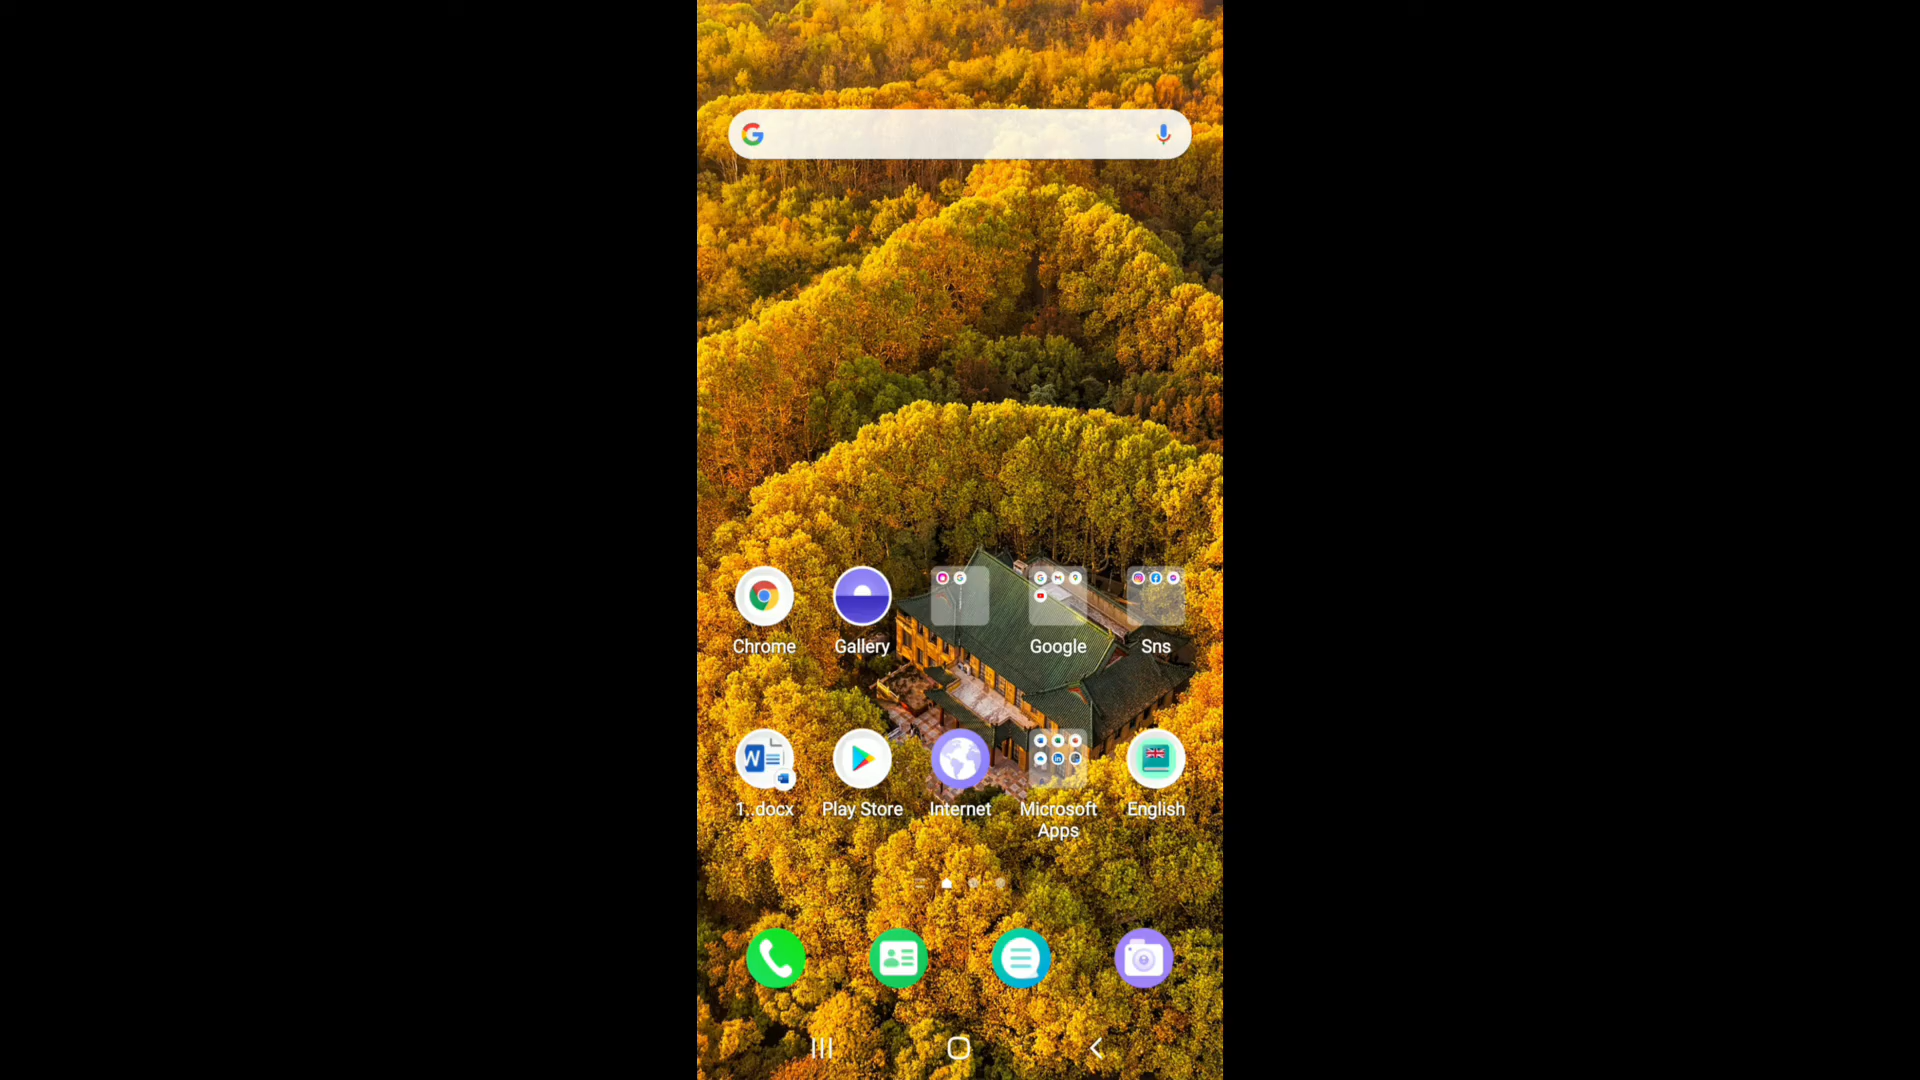 Chrome
Gallery
Google
Sns
1..docx
Play Store
Internet
Microsoft
Apps
English